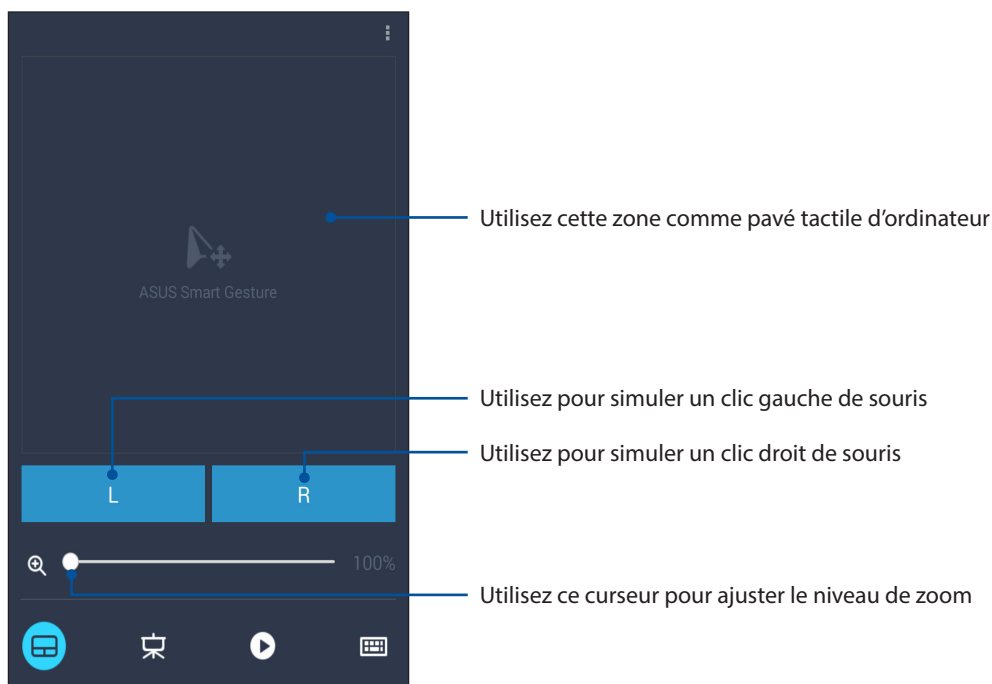 Utilisez cette zone comme pavé tactile d’ordinateur
ASUS Smart Gesture
Utilisez pour simuler un clic gauche de souris
Utilisez pour simuler un clic droit de souris
L
R
100%
Utilisez ce curseur pour ajuster le niveau de zoom